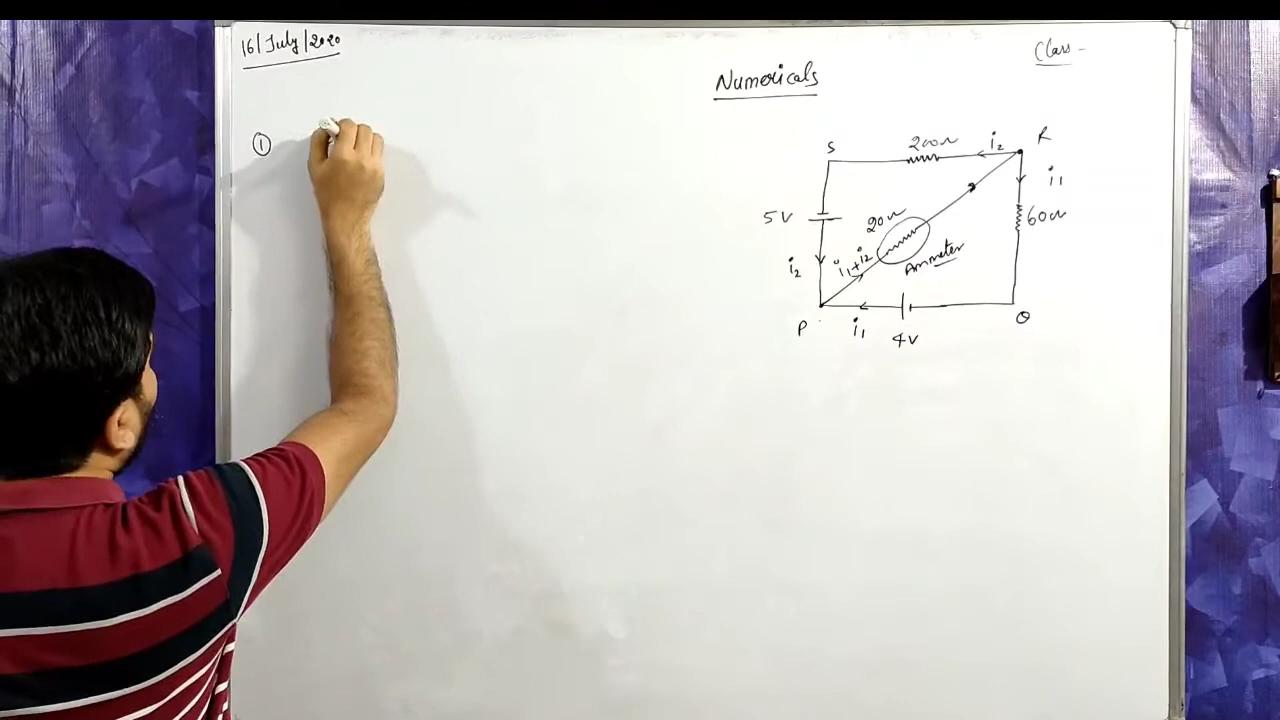 16/July/2020
Class -
Numericals
①
S
200Ω
i₂
R
i₁
5V
20Ω
60Ω
i₂
i₁+i₂
Ammeter
P
i₁
4V
Q